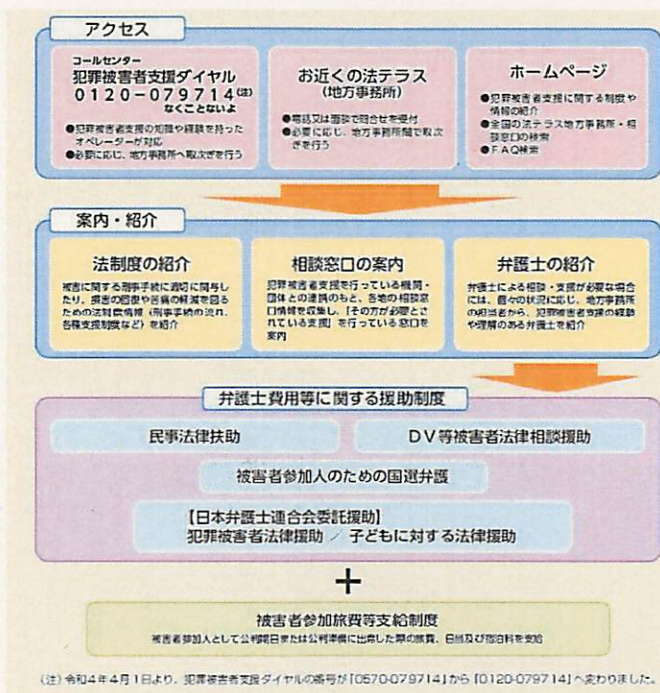 アクセス
コールセンター
犯罪被害者支援ダイヤル
0120-079714(注)
なくことないよ
●犯罪被害者支援の知識や経験を持った
オペレーターが対応
●必要に応じ、地方事務所へ取次ぎを行う
お近くの法テラス
(地方事務所)
●電話又は面談で問合せを受付
●必要に応じ、地方事務所間で取次
ぎを行う
ホームページ
●犯罪被害者支援に関する制度や
情報の紹介
●全国の法テラス地方事務所・相
談窓口の検索
●FAQ検索
案内・紹介
法制度の紹介
被害に関する刑事手続に適切に関与し
たり、損害の回復や苦痛の軽減を図る
ための法制度情報(刑事手続の流れ、
各種支援制度など)を紹介
相談窓口の案内
犯罪被害者支援を行っている機関・
団体との連携のもと、各地の相談窓
口情報を収集し、「その方が必要とさ
れている支援」を行っている窓口を
案内
弁護士の紹介
弁護士による相談・支援が必要な場合
には、個々の状況に応じ、地方事務所
の担当者から、犯罪被害者支援の経験
や理解のある弁護士を紹介
弁護士費用等に関する援助制度
民事法律扶助
DV等被害者法律相談援助
被害者参加人のための国選弁護
【日本弁護士連合会委託援助】
犯罪被害者法律援助 / 子どもに対する法律援助
+
被害者参加旅費等支給制度
被害者参加人として公判期日または公判準備に出席した際の旅費、日当及び宿泊料を支給
(注)令和4年4月1日より、犯罪被害者支援ダイヤルの番号が「0570-079714」から「0120-079714」へ変わりました。